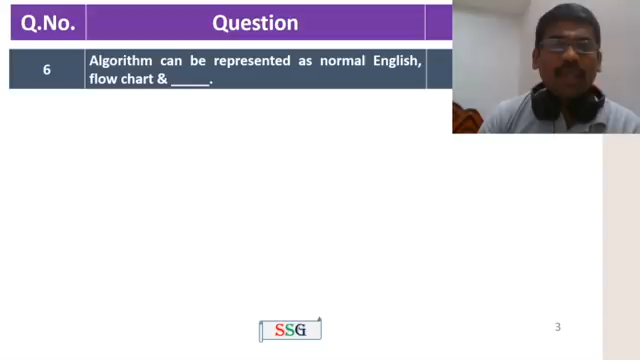 Q.No. Question
6 Algorithm can be represented as normal English,
flow chart & _____.
SSG
3